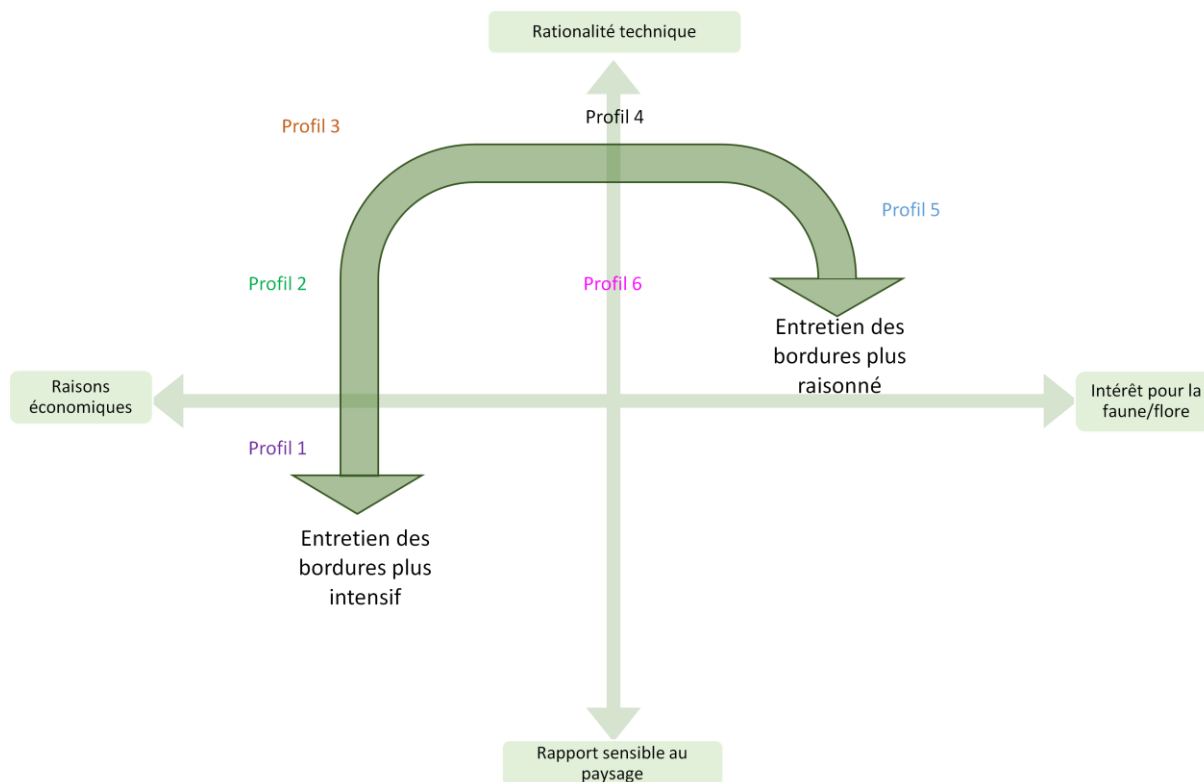 Rationalité technique
Profil 4
Profil 3
Profil 5
Profil 2
Profil 6
Entretien des
bordures plus
raisonné
Raisons
économiques
Intérêt pour la
faune/flore
Profil 1
Entretien des
bordures plus
intensif
Rapport sensible au
paysage